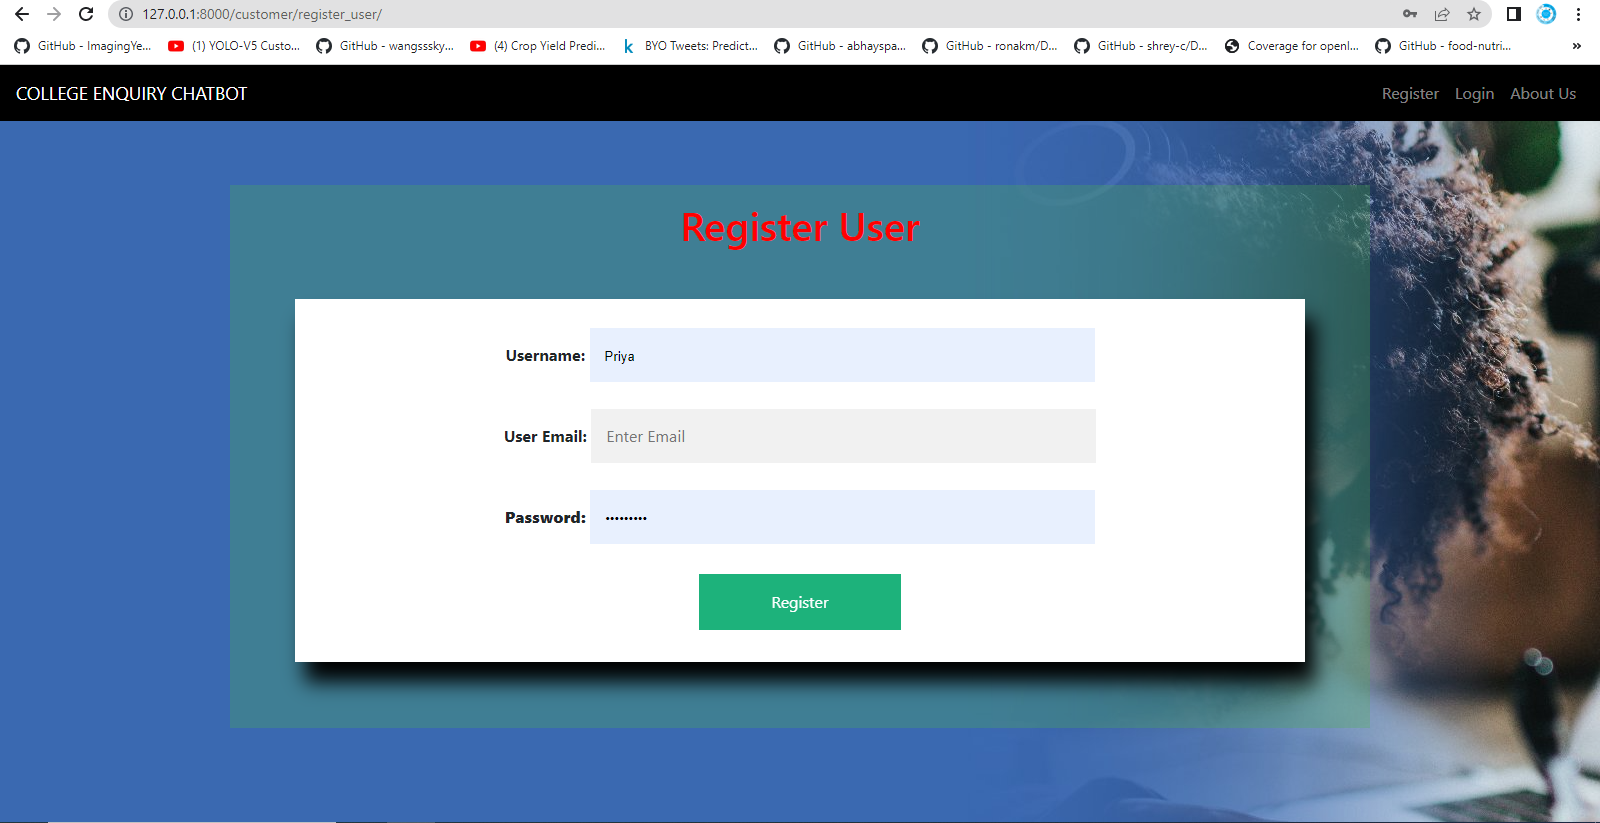 127.0.0.1:8000/customer/register_user/
GitHub - ImagingYe... (1) YOLO-V5 Custo... GitHub - wangsssky... (4) Crop Yield Predi... BYO Tweets: Predict... GitHub - abhayspa... GitHub - ronakm/D... GitHub - shrey-c/D... Coverage for openI... GitHub - food-nutri... »
COLLEGE ENQUIRY CHATBOT Register Login About Us
Register User
Username: Priya
User Email: Enter Email
Password: •••••••••
Register